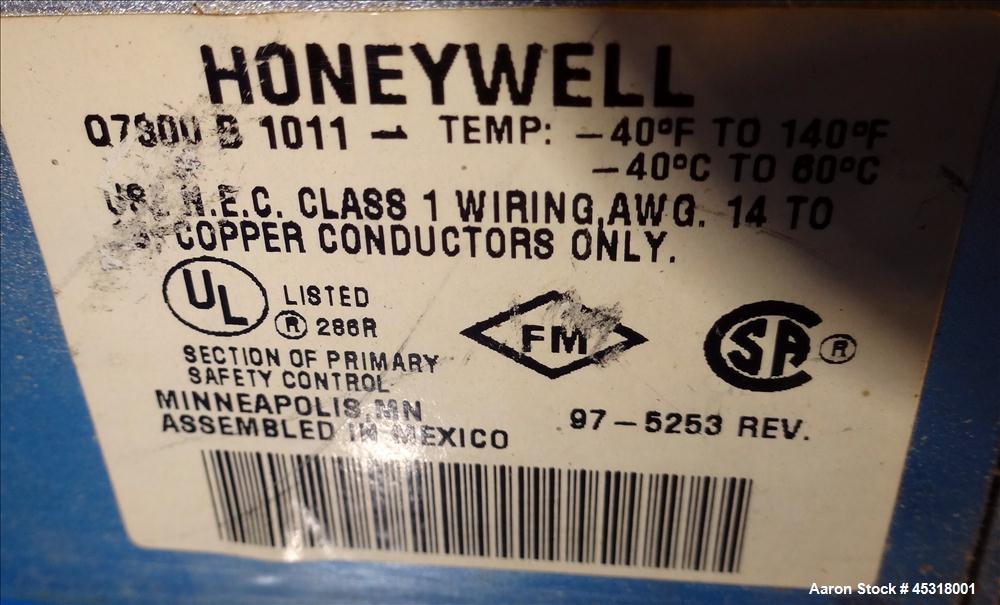 HONEYWELL
Q7800 B 1011 – TEMP: –40°F TO 140°F
–40°C TO 60°C
N.E.C. CLASS 1 WIRING, AWG. 14 TO
COPPER CONDUCTORS ONLY.
UL LISTED
® 286R
FM
SA ®
SECTION OF PRIMARY
SAFETY CONTROL
MINNEAPOLIS, MN
ASSEMBLED IN MEXICO
97–5253 REV.
Aaron Stock # 45318001